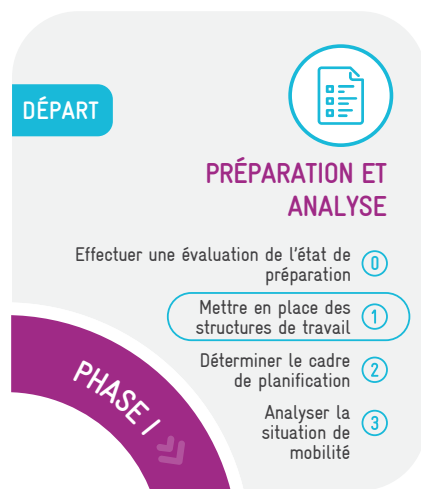 DÉPART
PRÉPARATION ET
ANALYSE
Effectuer une évaluation de l'état de
préparation
0
Mettre en place des
structures de travail
1
Déterminer le cadre
de planification
2
Analyser la
situation de
mobilité
3
PHASE I